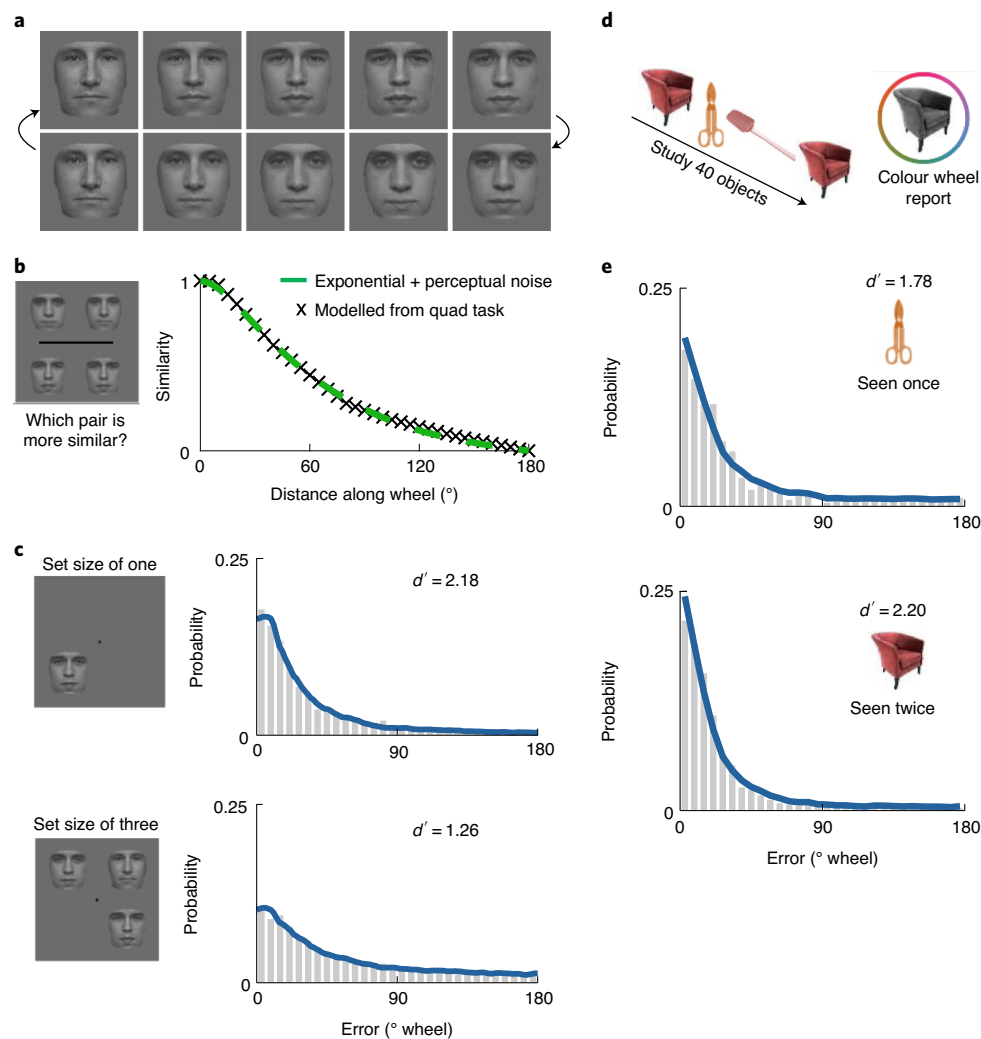 a
b
Which pair is
more similar?
Similarity
1
0
Exponential + perceptual noise
x Modelled from quad task
0 60 120 180
Distance along wheel (°)
c
Set size of one
Probability
0.25
0
d′ = 2.18
0 90 180
Set size of three
Probability
0.25
0
d′ = 1.26
0 90 180
Error (° wheel)
d
Study 40 objects
Colour wheel
report
e
Probability
0.25
0
d′ = 1.78
Seen once
0 90 180
Probability
0.25
0
d′ = 2.20
Seen twice
0 90 180
Error (° wheel)